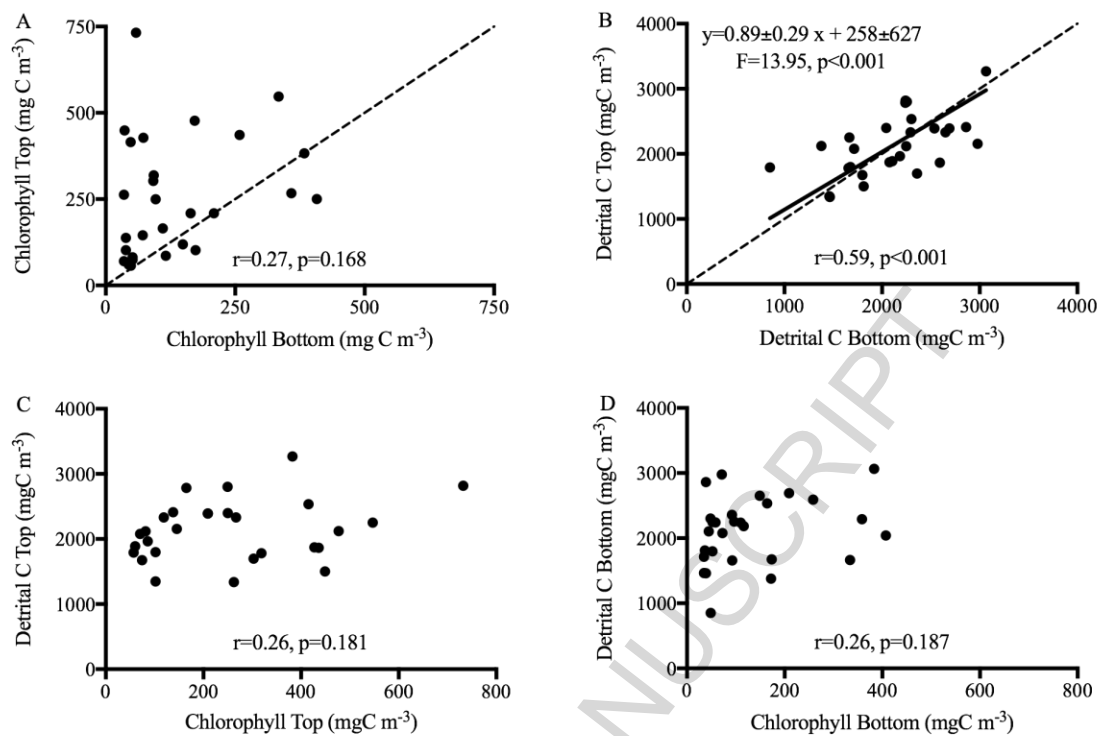 A
750
500
250
0
0 250 500 750
Chlorophyll Top (mg C m⁻³)
r=0.27, p=0.168
Chlorophyll Bottom (mg C m⁻³)
B
4000
3000
2000
1000
0
0 1000 2000 3000 4000
Detrital C Top (mgC m⁻³)
y=0.89±0.29 x + 258±627
F=13.95, p<0.001
r=0.59, p<0.001
Detrital C Bottom (mgC m⁻³)
C
4000
3000
2000
1000
0
0 200 400 600 800
Detrital C Top (mgC m⁻³)
r=0.26, p=0.181
Chlorophyll Top (mgC m⁻³)
D
4000
3000
2000
1000
0
0 200 400 600 800
Detrital C Bottom (mgC m⁻³)
r=0.26, p=0.187
Chlorophyll Bottom (mgC m⁻³)
NUSCRIPT